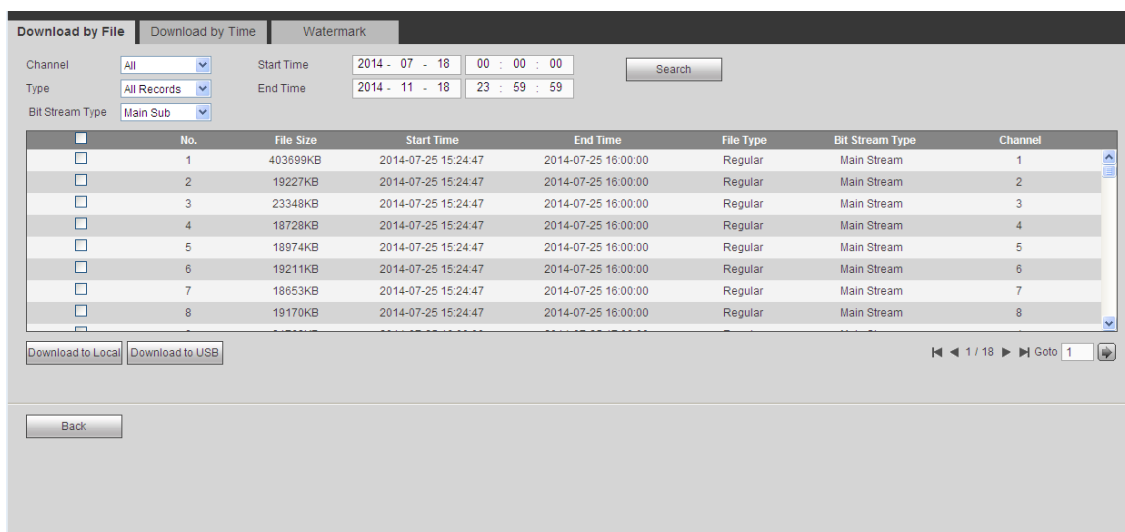 Download by File Download by Time Watermark
Channel All Start Time 2014 - 07 - 18 00 : 00 : 00 Search
Type All Records End Time 2014 - 11 - 18 23 : 59 : 59
Bit Stream Type Main Sub
No. File Size Start Time End Time File Type Bit Stream Type Channel
1 403699KB 2014-07-25 15:24:47 2014-07-25 16:00:00 Regular Main Stream 1
2 19227KB 2014-07-25 15:24:47 2014-07-25 16:00:00 Regular Main Stream 2
3 23348KB 2014-07-25 15:24:47 2014-07-25 16:00:00 Regular Main Stream 3
4 18728KB 2014-07-25 15:24:47 2014-07-25 16:00:00 Regular Main Stream 4
5 18974KB 2014-07-25 15:24:47 2014-07-25 16:00:00 Regular Main Stream 5
6 19211KB 2014-07-25 15:24:47 2014-07-25 16:00:00 Regular Main Stream 6
7 18653KB 2014-07-25 15:24:47 2014-07-25 16:00:00 Regular Main Stream 7
8 19170KB 2014-07-25 15:24:47 2014-07-25 16:00:00 Regular Main Stream 8
Download to Local Download to USB 1 / 18 Goto 1
Back